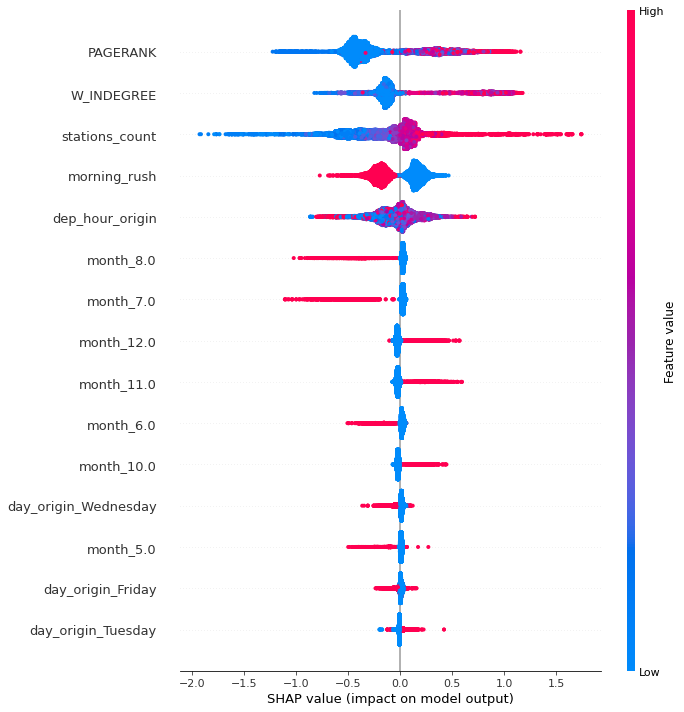 High
PAGERANK
W_INDEGREE
stations_count
morning_rush
dep_hour_origin
month_8.0
month_7.0
month_12.0
month_11.0
month_6.0
month_10.0
day_origin_Wednesday
month_5.0
day_origin_Friday
day_origin_Tuesday
Feature value
Low
−2.0 −1.5 −1.0 −0.5 0.0 0.5 1.0 1.5
SHAP value (impact on model output)